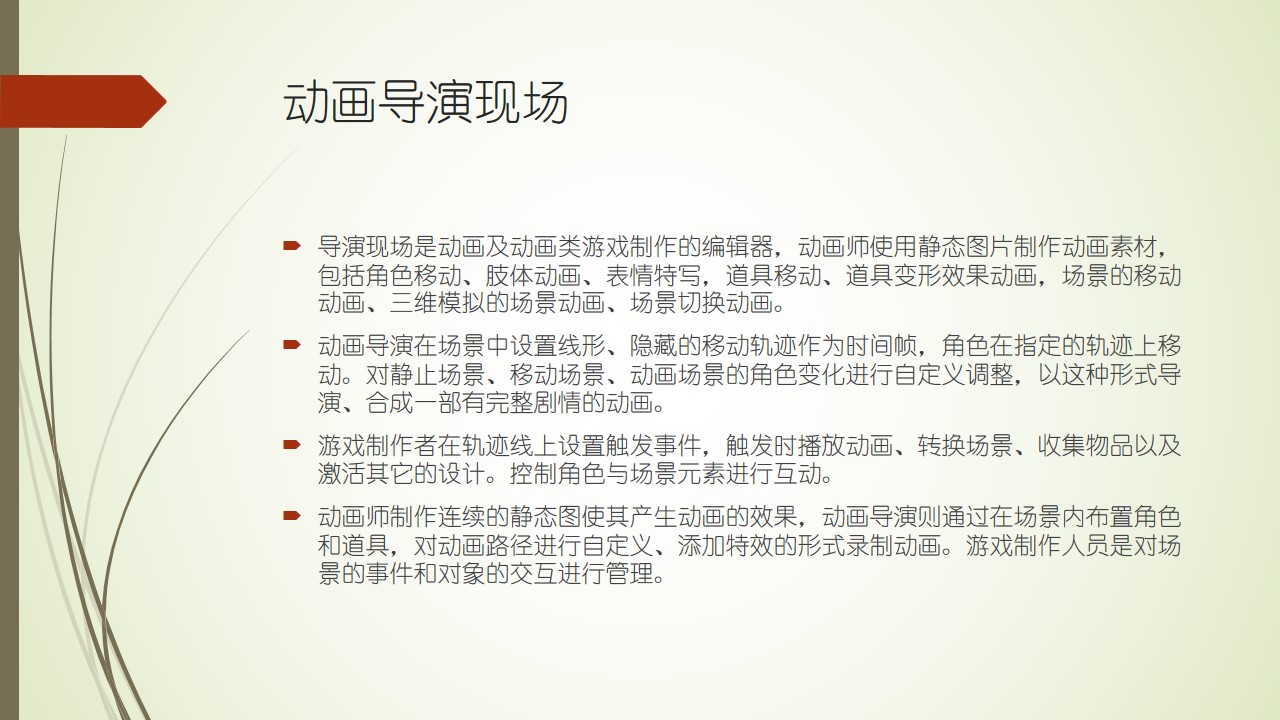 动画导演现场
导演现场是动画及动画类游戏制作的编辑器，动画师使用静态图片制作动画素材，
包括角色移动、肢体动画、表情特写，道具移动、道具变形效果动画，场景的移动
动画、三维模拟的场景动画、场景切换动画。
动画导演在场景中设置线形、隐藏的移动轨迹作为时间帧，角色在指定的轨迹上移
动。对静止场景、移动场景、动画场景的角色变化进行自定义调整，以这种形式导
演、合成一部有完整剧情的动画。
游戏制作者在轨迹线上设置触发事件，触发时播放动画、转换场景、收集物品以及
激活其它的设计。控制角色与场景元素进行互动。
动画师制作连续的静态图使其产生动画的效果，动画导演则通过在场景内布置角色
和道具，对动画路径进行自定义、添加特效的形式录制动画。游戏制作人员是对场
景的事件和对象的交互进行管理。